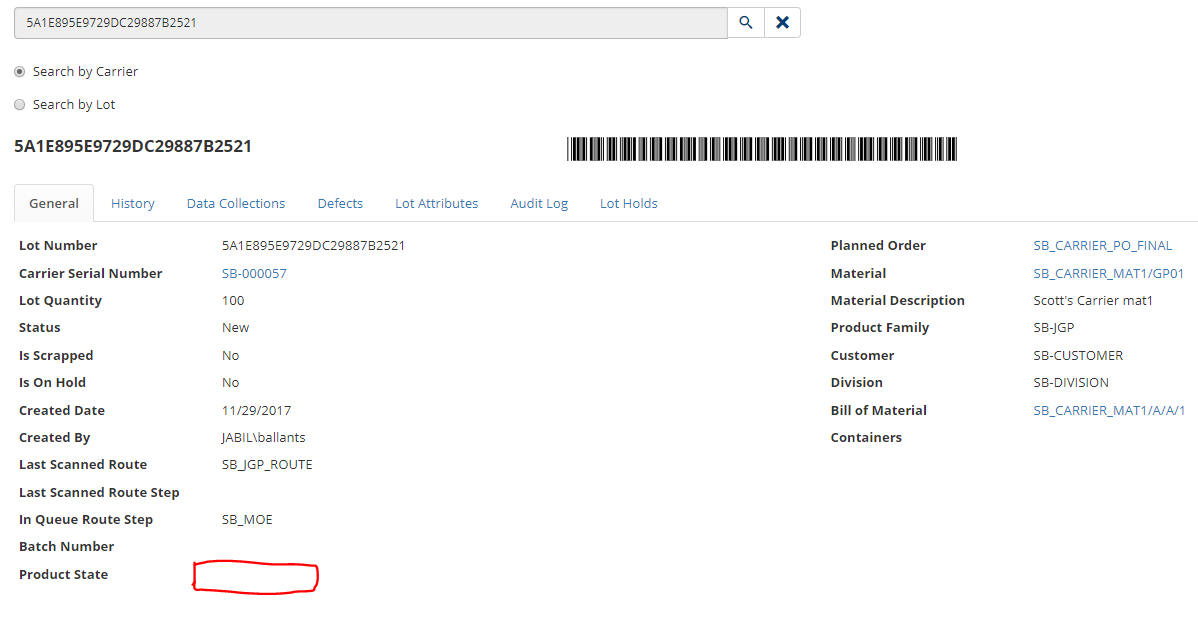 5A1E895E9729DC29887B2521
Search by Carrier
Search by Lot
5A1E895E9729DC29887B2521
General History Data Collections Defects Lot Attributes Audit Log Lot Holds
Lot Number 5A1E895E9729DC29887B2521 Planned Order SB_CARRIER_PO_FINAL
Carrier Serial Number SB-000057 Material SB_CARRIER_MAT1/GP01
Lot Quantity 100 Material Description Scott's Carrier mat1
Status New Product Family SB-JGP
Is Scrapped No Customer SB-CUSTOMER
Is On Hold No Division SB-DIVISION
Created Date 11/29/2017 Bill of Material SB_CARRIER_MAT1/A/A/1
Created By JABIL\ballants Containers
Last Scanned Route SB_JGP_ROUTE
Last Scanned Route Step
In Queue Route Step SB_MOE
Batch Number
Product State